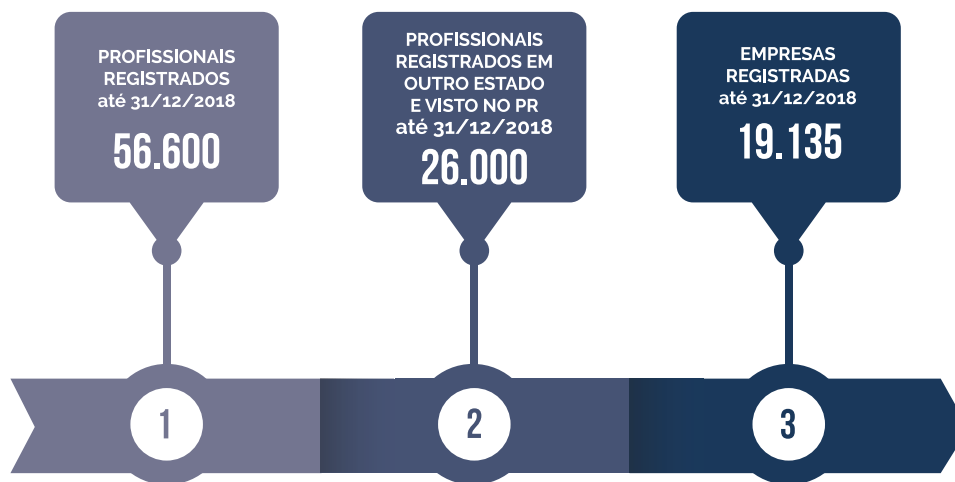 PROFISSIONAIS
REGISTRADOS
até 31/12/2018
56.600
PROFISSIONAIS
REGISTRADOS EM
OUTRO ESTADO
E VISTO NO PR
até 31/12/2018
26.000
EMPRESAS
REGISTRADAS
até 31/12/2018
19.135
1
2
3